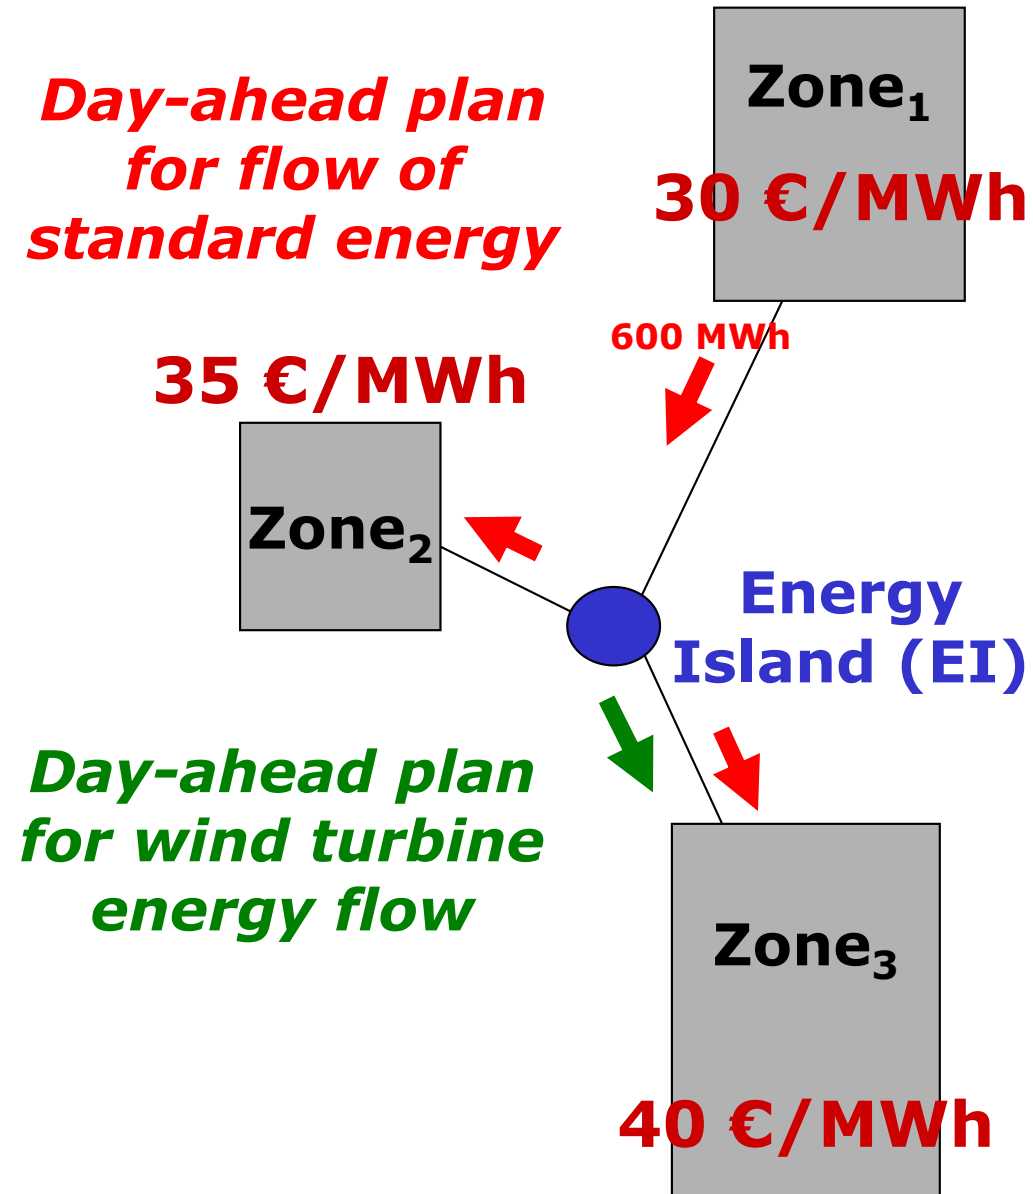 Day-ahead plan
for flow of
standard energy
Zone₁
30 €/MWh
600 MWh
35 €/MWh
Zone₂
Energy
Island (EI)
Day-ahead plan
for wind turbine
energy flow
Zone₃
40 €/MWh